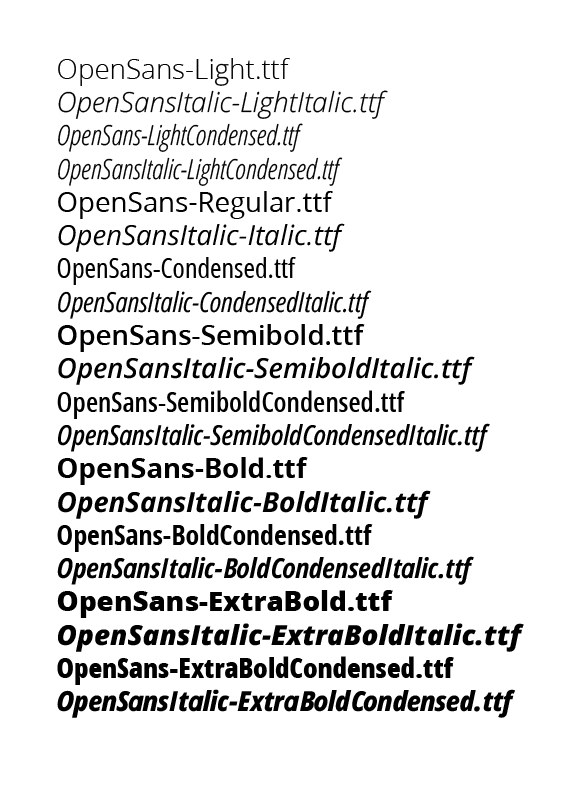 OpenSans-Light.ttf
OpenSansItalic-LightItalic.ttf
OpenSans-LightCondensed.ttf
OpenSansItalic-LightCondensed.ttf
OpenSans-Regular.ttf
OpenSansItalic-Italic.ttf
OpenSans-Condensed.ttf
OpenSansItalic-CondensedItalic.ttf
OpenSans-Semibold.ttf
OpenSansItalic-SemiboldItalic.ttf
OpenSans-SemiboldCondensed.ttf
OpenSansItalic-SemiboldCondensedItalic.ttf
OpenSans-Bold.ttf
OpenSansItalic-BoldItalic.ttf
OpenSans-BoldCondensed.ttf
OpenSansItalic-BoldCondensedItalic.ttf
OpenSans-ExtraBold.ttf
OpenSansItalic-ExtraBoldItalic.ttf
OpenSans-ExtraBoldCondensed.ttf
OpenSansItalic-ExtraBoldCondensed.ttf